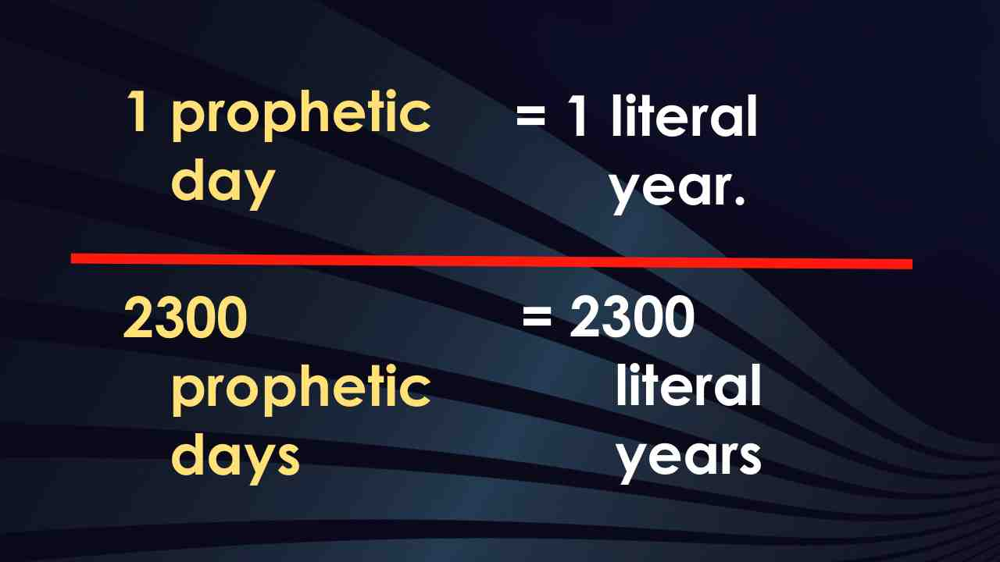 1 prophetic = 1 literal
day year.
2300 = 2300
prophetic literal
days years